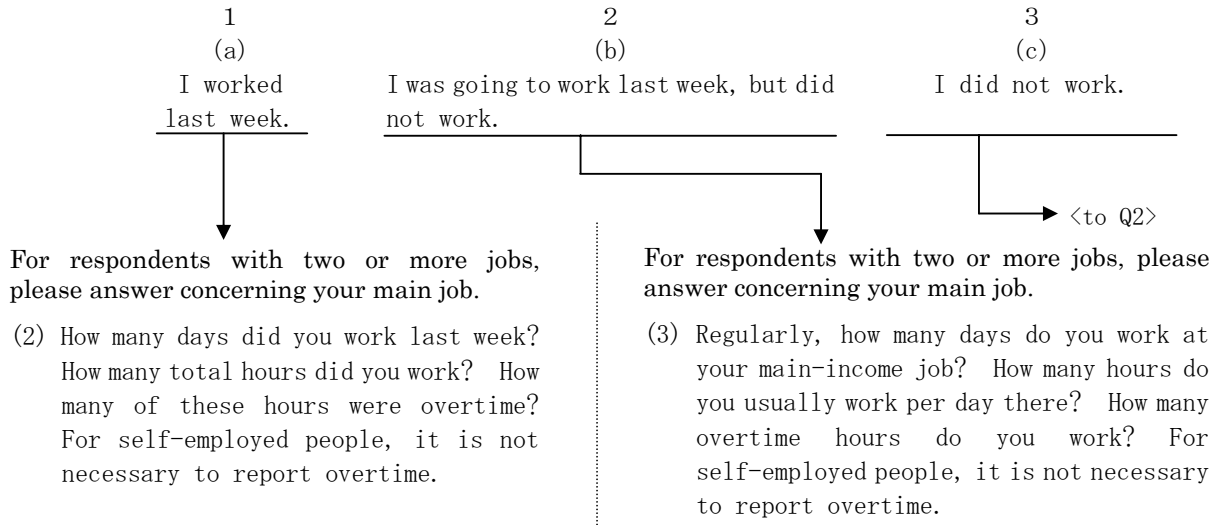 1
(a)
I worked
last week.
2
(b)
I was going to work last week, but did
not work.
3
(c)
I did not work.
<to Q2>
For respondents with two or more jobs,
please answer concerning your main job.
(2) How many days did you work last week?
How many total hours did you work? How
many of these hours were overtime?
For self-employed people, it is not
necessary to report overtime.
For respondents with two or more jobs, please
answer concerning your main job.
(3) Regularly, how many days do you work at
your main-income job? How many hours do
you usually work per day there? How many
overtime hours do you work? For
self-employed people, it is not necessary
to report overtime.